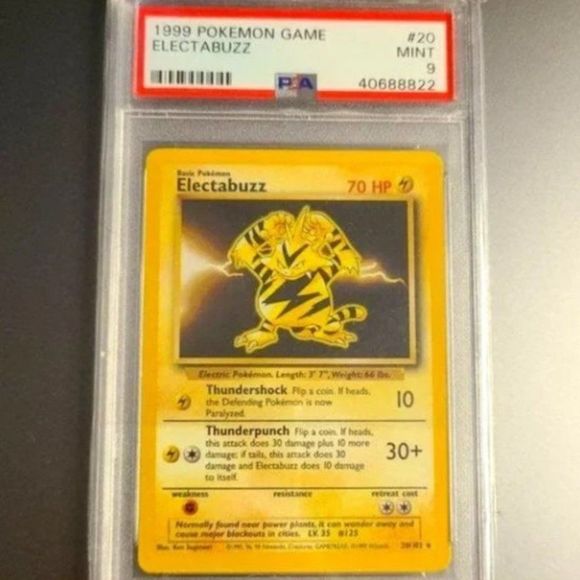 1999 POKEMON GAME #20
ELECTABUZZ MINT
9
PSA 40688822
Basic Pokémon
Electabuzz 70 HP
Electric Pokémon. Length: 3' 7", Weight: 66 lbs.
Thundershock Flip a coin. If heads,
the Defending Pokémon is now
Paralyzed.
10
Thunderpunch Flip a coin. If heads,
this attack does 30 damage plus 10 more
damage; if tails, this attack does 30
damage and Electabuzz does 10 damage
to itself.
30+
weakness resistance retreat cost
Normally found near power plants, it can wander away and
cause major blackouts in cities. LV. 35 #125
Illus. Ken Sugimori